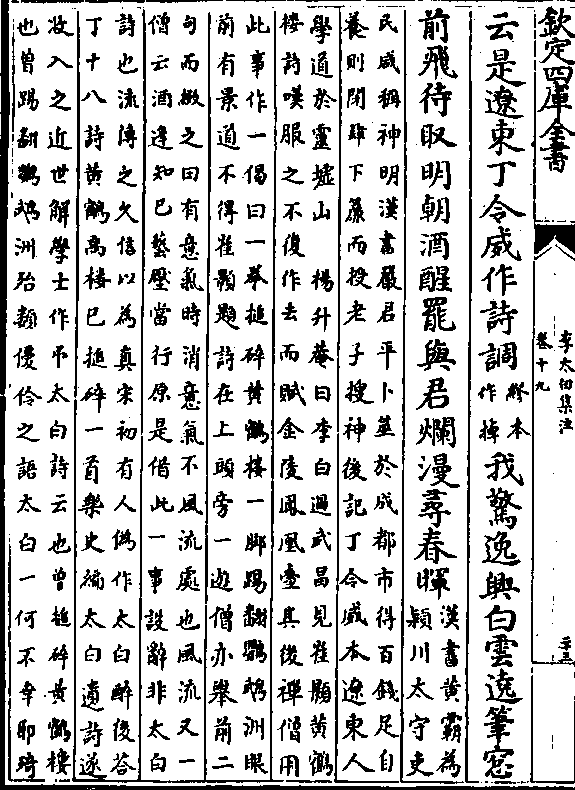 欽定四庫全書
李太白集注
卷十九
二十三
云是遼東丁令威作詩調
繆本
作掉
我驚逸興白雲遶筆窓
前飛待取明朝酒醒罷與君爛漫尋春暉
漢書黃霸為
潁川太守吏
民咸稱神明漢書嚴君平卜筮於成都市得百錢足自
養則閉肆下簾而授老子搜神後記丁令威本遼東人
學道於靈墟山 楊升菴曰李白過武昌見崔顥黃鶴
樓詩嘆服之不復作去而賦金陵鳳凰臺其後禪僧用
此事作一偈曰一拳搥碎黃鶴樓一脚踢翻鸚鵡洲眼
前有景道不得崔顥題詩在上頭旁一遊僧亦舉前二
句而綴之曰有意氣時消意氣不風流處也風流又一
僧云酒逢知已藝壓當行原是借此一事設辭非太白
詩也流傳之久信以為真宋初有人偽作太白醉後答
丁十八詩黃鶴髙樓已搥碎一首樂史編太白遺詩遂
收入之近世解學士作弔太白詩云也曾搥碎黃鶴樓
也曾踢翻鸚鵡洲殆類優伶之語太白一何不幸耶琦